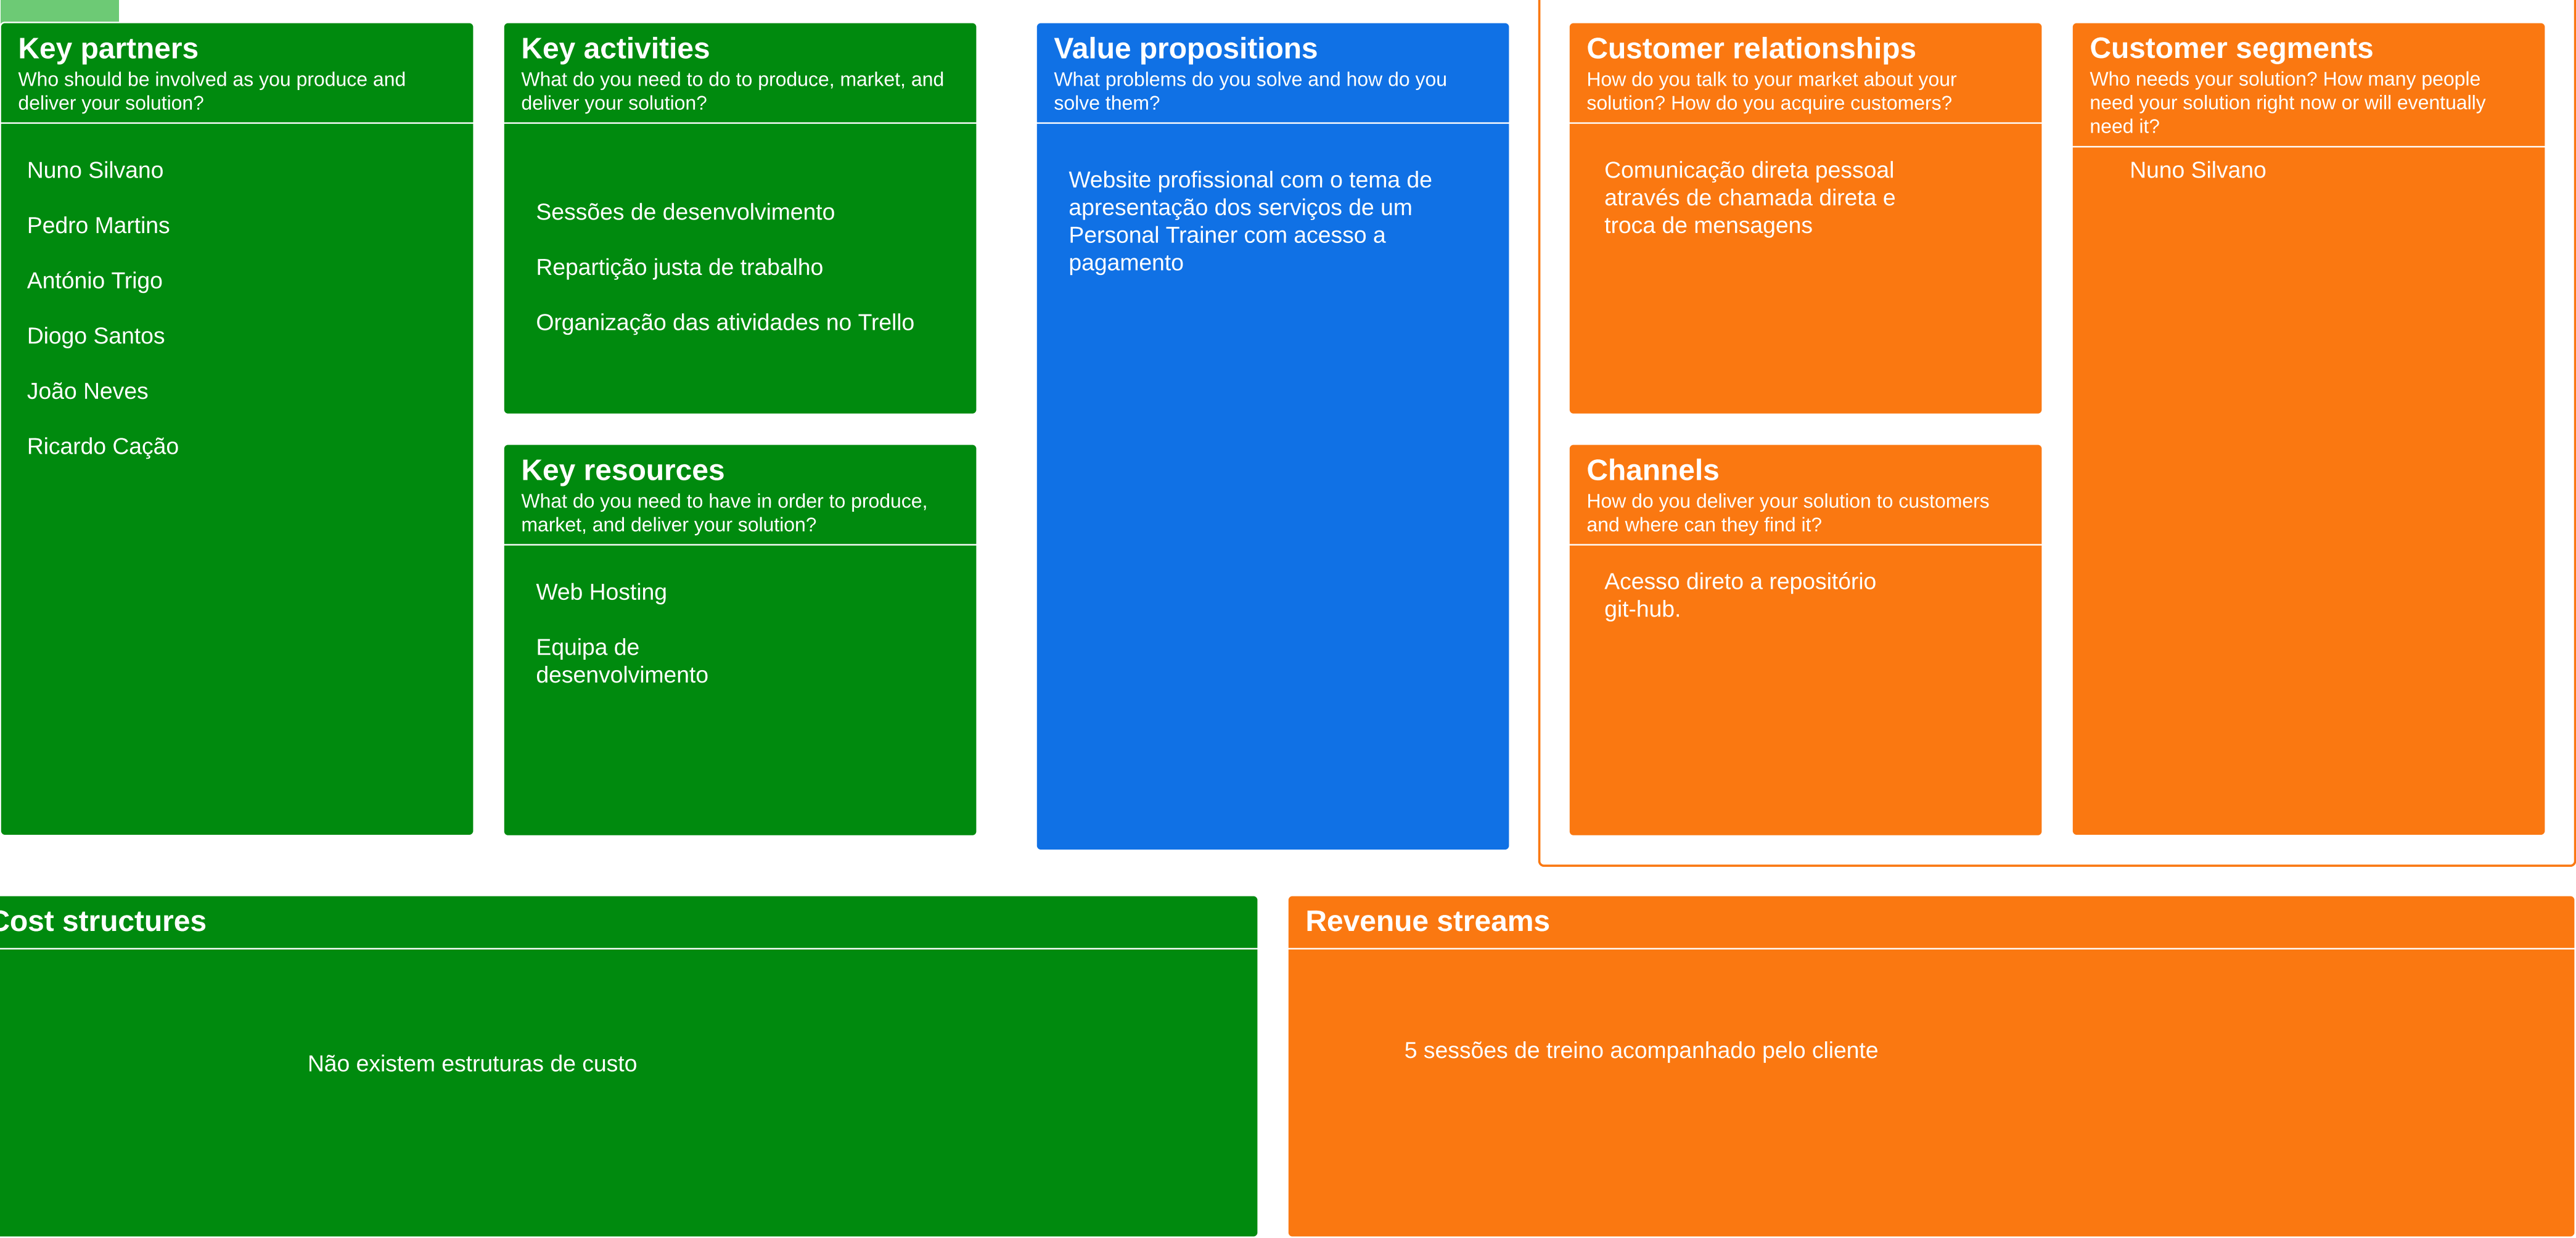 Key partners
Who should be involved as you produce and
deliver your solution?
Nuno Silvano
Pedro Martins
António Trigo
Diogo Santos
João Neves
Ricardo Cação
Key activities
What do you need to do to produce, market, and
deliver your solution?
Sessões de desenvolvimento
Repartição justa de trabalho
Organização das atividades no Trello
Key resources
What do you need to have in order to produce,
market, and deliver your solution?
Web Hosting
Equipa de
desenvolvimento
Value propositions
What problems do you solve and how do you
solve them?
Website profissional com o tema de
apresentação dos serviços de um
Personal Trainer com acesso a
pagamento
Customer relationships
How do you talk to your market about your
solution? How do you acquire customers?
Comunicação direta pessoal
através de chamada direta e
troca de mensagens
Channels
How do you deliver your solution to customers
and where can they find it?
Acesso direto a repositório
git-hub.
Customer segments
Who needs your solution? How many people
need your solution right now or will eventually
need it?
Nuno Silvano
Cost structures
Não existem estruturas de custo
Revenue streams
5 sessões de treino acompanhado pelo cliente